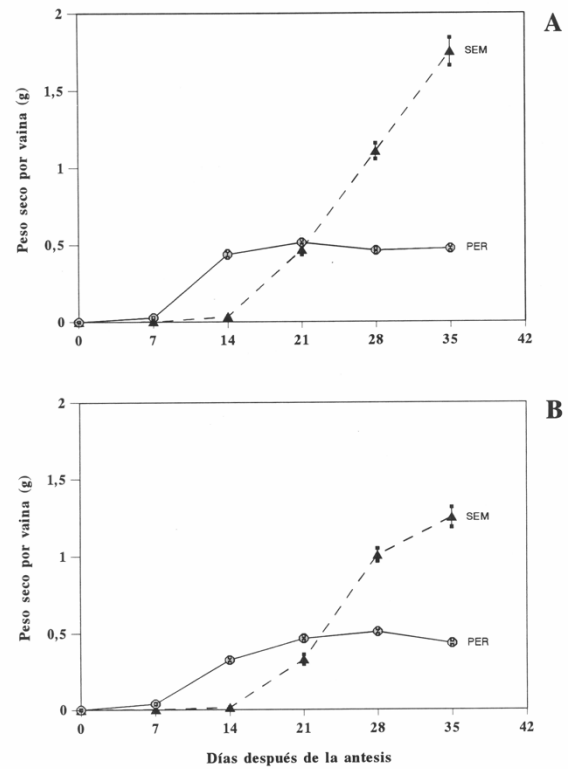 A
2
SEM
1,5
Peso seco por vaina (g)
1
0,5
PER
0
0 7 14 21 28 35 42
B
2
1,5
SEM
Peso seco por vaina (g)
1
0,5
PER
0
0 7 14 21 28 35 42
Días después de la antesis